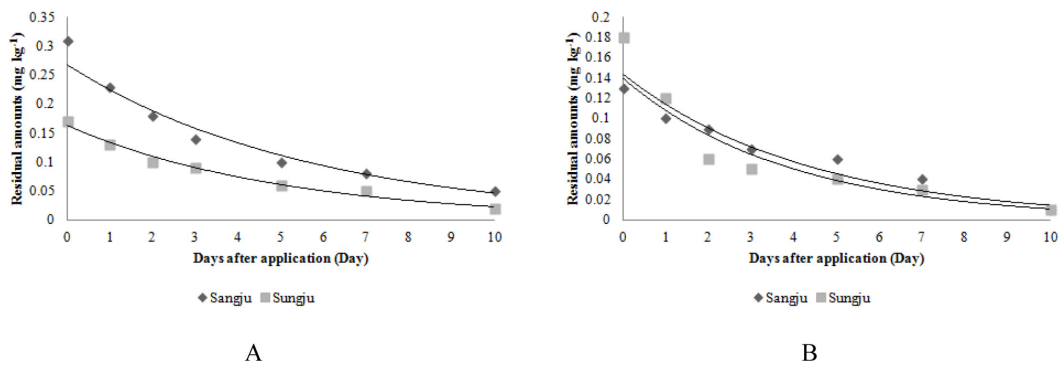 Residual amounts (mg kg-1)
0.35
0.3
0.25
0.2
0.15
0.1
0.05
0
0 1 2 3 4 5 6 7 8 9 10
Days after application (Day)
Sangju Sungju
A
Residual amounts (mg kg-1)
0.2
0.18
0.16
0.14
0.12
0.1
0.08
0.06
0.04
0.02
0
0 1 2 3 4 5 6 7 8 9 10
Days after application (Day)
Sangju Sungju
B